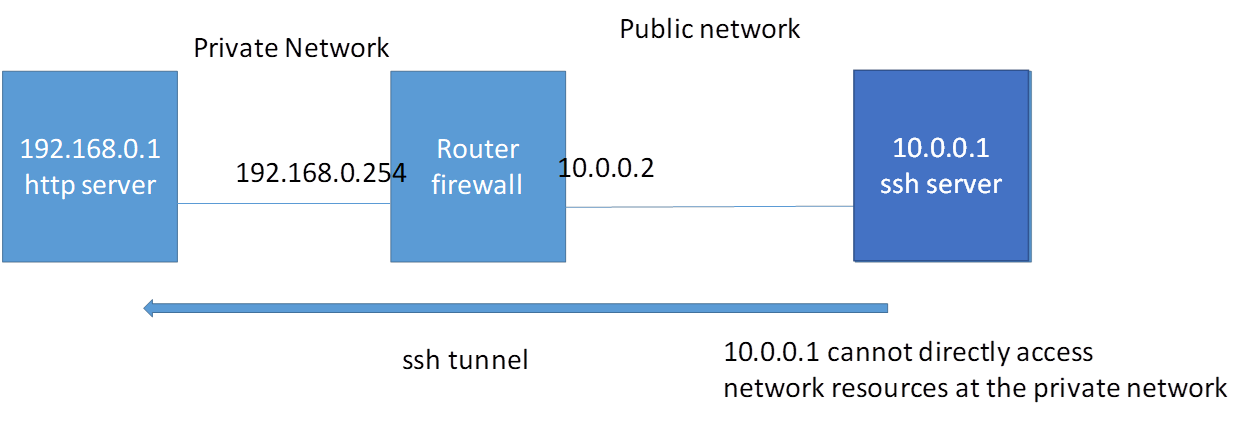 Private Network
Public network
192.168.0.1
http server
192.168.0.254
Router
firewall
10.0.0.2
10.0.0.1
ssh server
ssh tunnel
10.0.0.1 cannot directly access
network resources at the private network